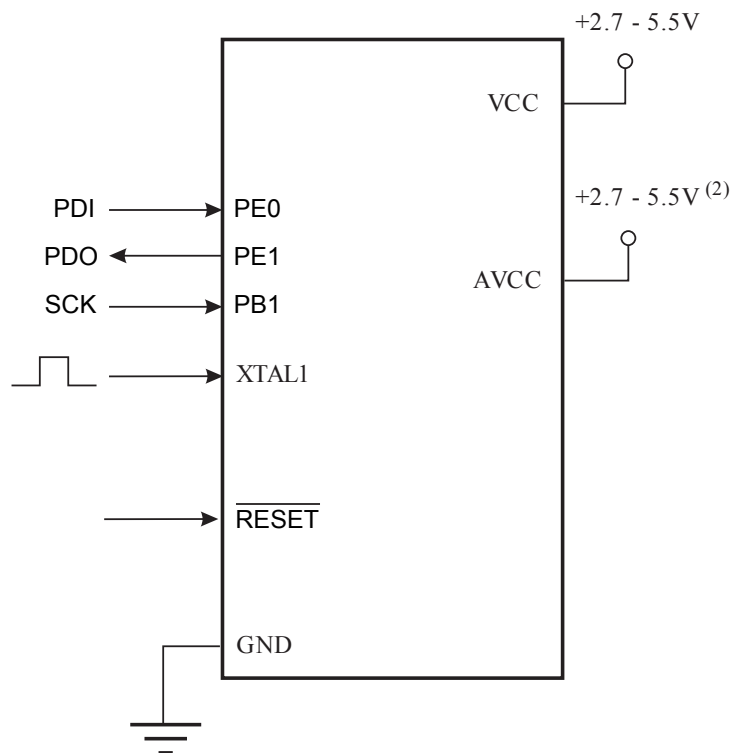 +2.7 - 5.5V
VCC
+2.7 - 5.5V (2)
PDI PE0
PDO PE1
AVCC
SCK PB1
XTAL1
RESET
GND